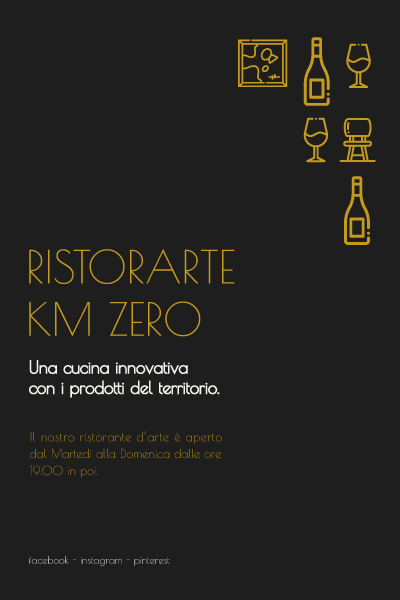 RISTORARTE
KM ZERO
Una cucina innovativa
con i prodotti del territorio.
Il nostro ristorante d'arte è aperto
dal Martedì alla Domenica dalle ore
19.00 in poi.
facebook - instagram - pinterest